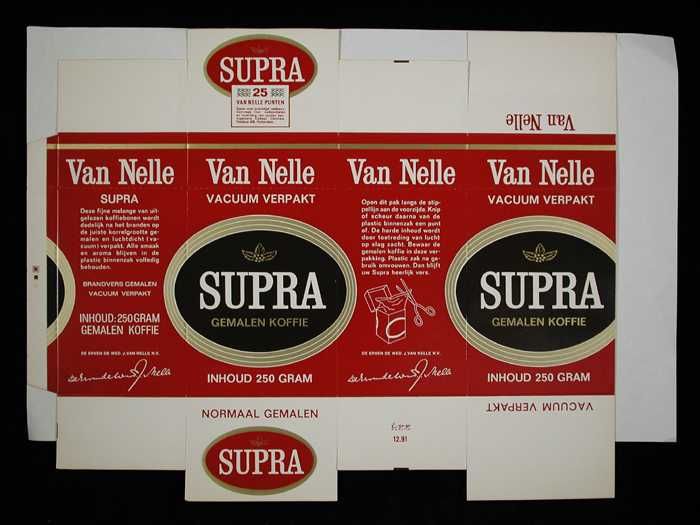 SUPRA
25
VAN NELLE PUNTEN
Van Nelle
Van Nelle
SUPRA
Deze fijne melange van uit-
gelezen koffiebonen wordt
dadelijk na het branden op
de juiste korrelgrootte ge-
malen en luchtdicht (va-
cuum) verpakt. Alle smaak
en aroma blijven in de
plastic binnenzak volledig
behouden.
BRANDVERS GEMALEN
VACUUM VERPAKT
INHOUD: 250 GRAM
GEMALEN KOFFIE
DE ERVEN DE WED. J. VAN NELLE N.V.
Van Nelle
VACUUM VERPAKT
SUPRA
GEMALEN KOFFIE
INHOUD 250 GRAM
Van Nelle
Open dit pak langs de stip-
pellijn aan de voorzijde. Knip
of scheur daarna van de
plastic binnenzak een punt
af. De harde inhoud wordt
door toetreding van lucht
op slag zacht. Bewaar de
gemalen koffie in deze ver-
pakking. Plastic zak na ge-
bruik omvouwen. Dan blijft
uw Supra heerlijk vers.
DE ERVEN DE WED. J. VAN NELLE N.V.
Van Nelle
VACUUM VERPAKT
SUPRA
GEMALEN KOFFIE
INHOUD 250 GRAM
NORMAAL GEMALEN
12.91
VACUUM VERPAKT
SUPRA